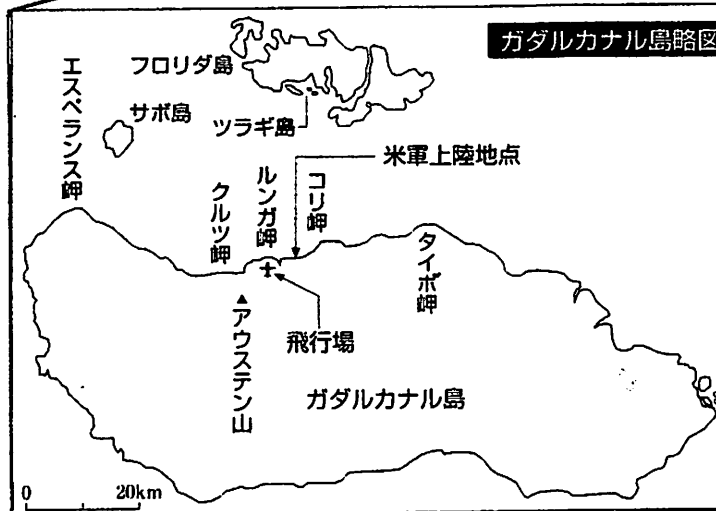 ガダルカナル島略図
フロリダ島
エスペランス岬
サボ島
ツラギ島
米軍上陸地点
クルツ岬
ルンガ岬
コリ岬
タイボ岬
▲アウステン山
飛行場
ガダルカナル島
0 20km